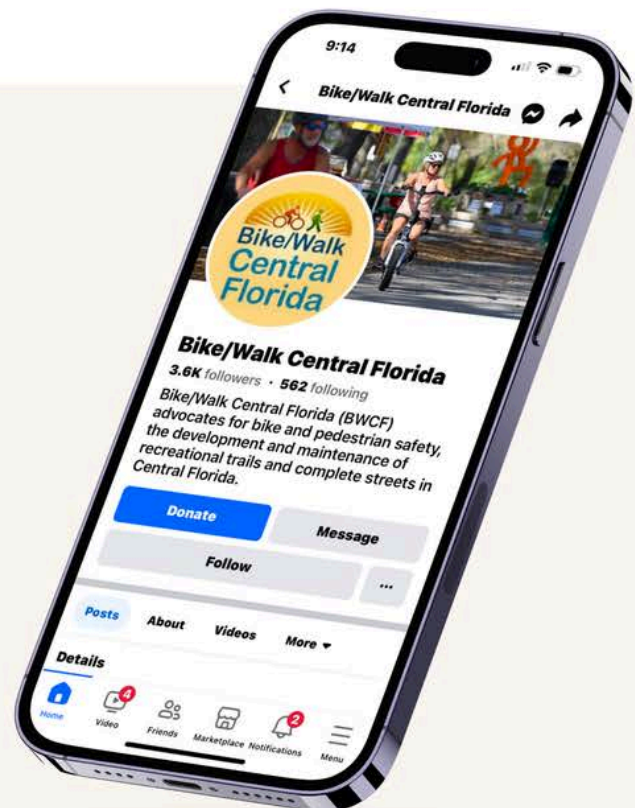 9:14
Bike/Walk Central Florida
Bike/Walk
Central
Florida
Bike/Walk Central Florida
3.6K followers · 562 following
Bike/Walk Central Florida (BWCF)
advocates for bike and pedestrian safety,
the development and maintenance of
recreational trails and complete streets in
Central Florida.
Donate
Message
Follow
...
Posts
About
Videos
More
Details
4
2
Home
Video
Friends
Marketplace
Notifications
Menu